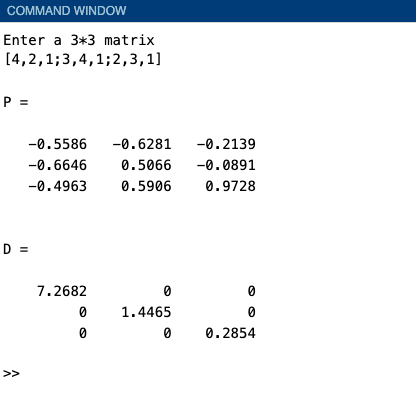 COMMAND WINDOW
Enter a 3*3 matrix
[4,2,1;3,4,1;2,3,1]
P =
-0.5586 -0.6281 -0.2139
-0.6646 0.5066 -0.0891
-0.4963 0.5906 0.9728
D =
7.2682 0 0
0 1.4465 0
0 0 0.2854
>>